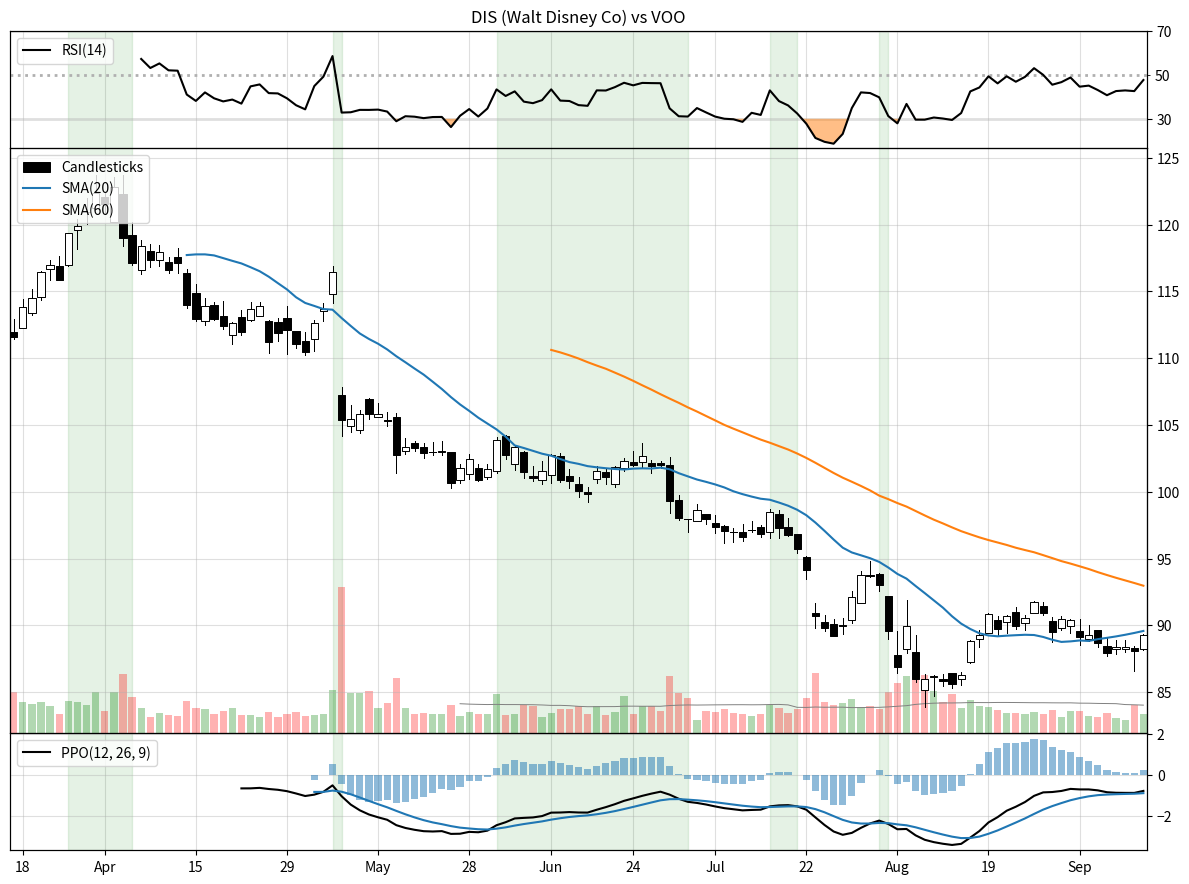 DIS (Walt Disney Co) vs VOO
RSI(14)
70
50
30
Candlesticks
SMA(20)
SMA(60)
125
120
115
110
105
100
95
90
85
PPO(12, 26, 9)
2
0
−2
18 Apr 15 29 May 28 Jun 24 Jul 22 Aug 19 Sep